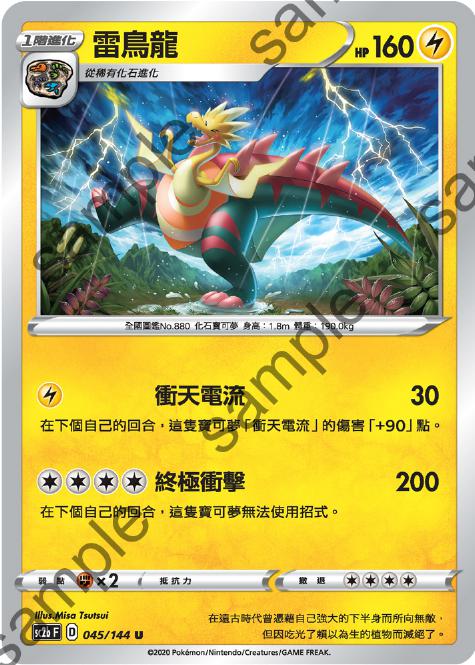 1階進化 雷鳥龍 HP 160
從稀有化石進化
全國圖鑑No.880 化石寶可夢 身高：1.8m 體重：190.0kg
衝天電流 30
在下個自己的回合，這隻寶可夢「衝天電流」的傷害「+90」點。
終極衝擊 200
在下個自己的回合，這隻寶可夢無法使用招式。
弱點 ×2 抵抗力 撤退
Illus.Misa Tsutsui
sc2b F D 045/144 U
在遠古時代曾憑藉自己強大的下半身而所向無敵，
但因吃光了賴以為生的植物而滅絕了。
©2020 Pokémon/Nintendo/Creatures/GAME FREAK.
sample
sample
sample
sample
sample
sample